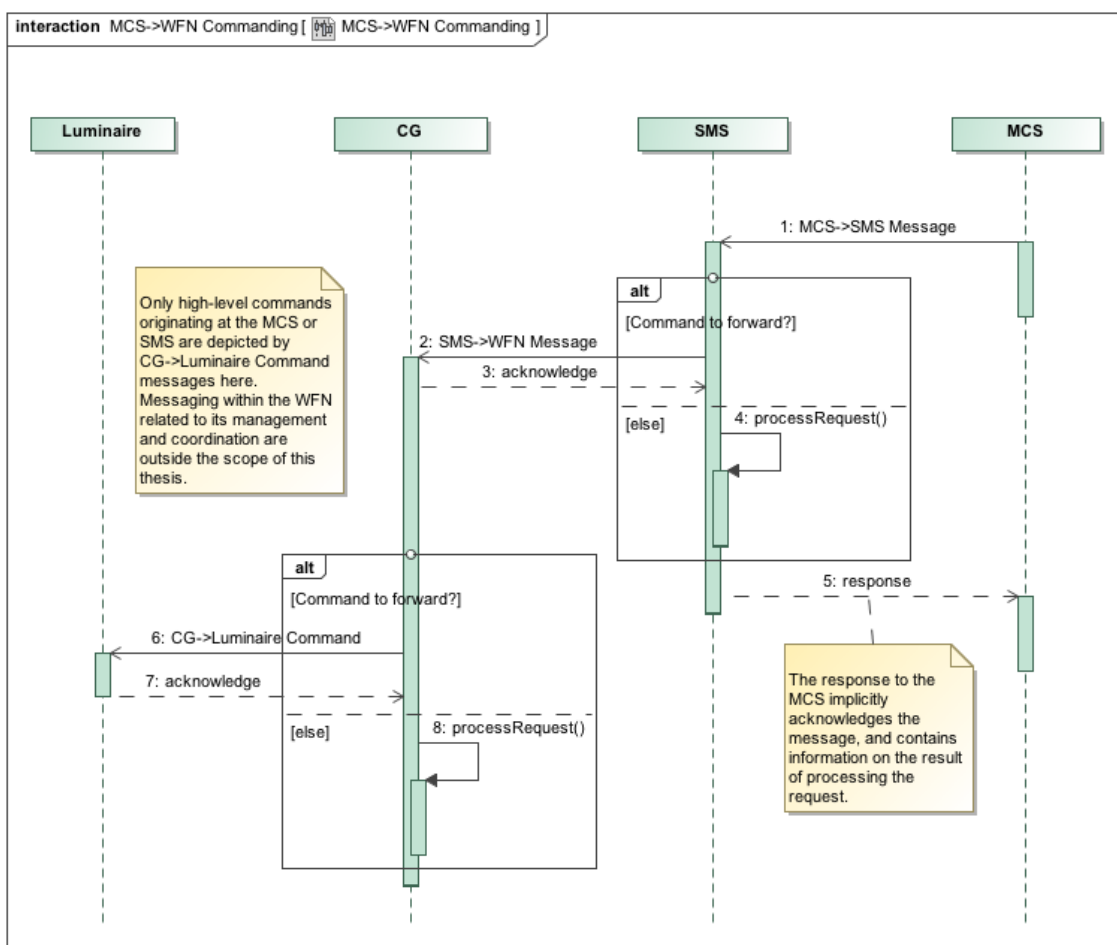 interaction MCS->WFN Commanding [ MCS->WFN Commanding ]
Luminaire
CG
SMS
MCS
1: MCS->SMS Message
alt
[Command to forward?]
2: SMS->WFN Message
3: acknowledge
[else]
4: processRequest()
Only high-level commands
originating at the MCS or
SMS are depicted by
CG->Luminaire Command
messages here.
Messaging within the WFN
related to its management
and coordination are
outside the scope of this
thesis.
5: response
alt
[Command to forward?]
6: CG->Luminaire Command
7: acknowledge
[else]
8: processRequest()
The response to the
MCS implicitly
acknowledges the
message, and contains
information on the result
of processing the
request.